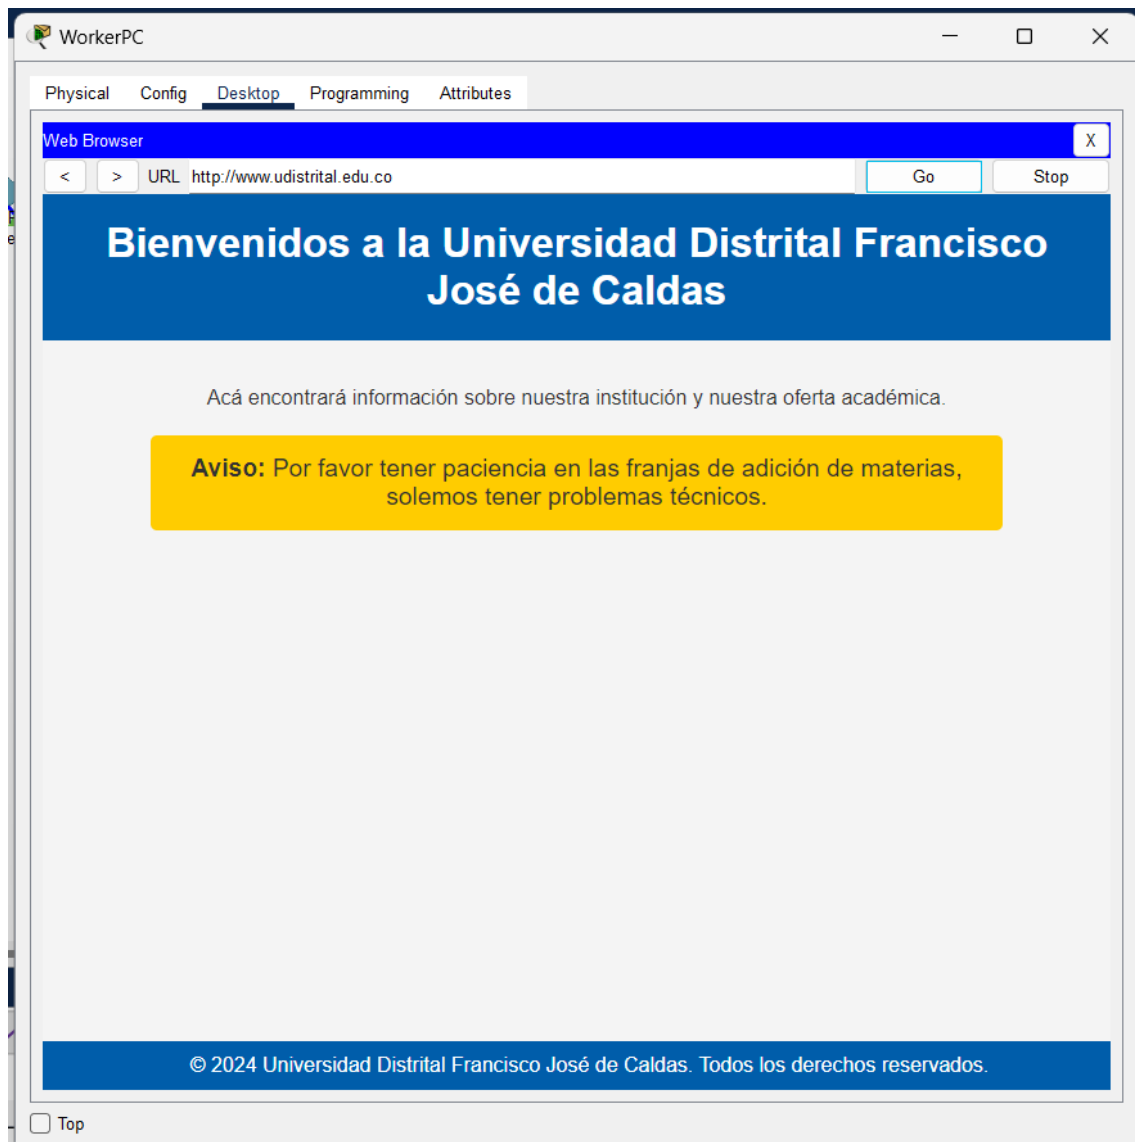 WorkerPC
Physical Config Desktop Programming Attributes
Web Browser X
< > URL http://www.udistrital.edu.co Go Stop
Bienvenidos a la Universidad Distrital Francisco
José de Caldas
Acá encontrará información sobre nuestra institución y nuestra oferta académica.
Aviso: Por favor tener paciencia en las franjas de adición de materias,
solemos tener problemas técnicos.
© 2024 Universidad Distrital Francisco José de Caldas. Todos los derechos reservados.
Top